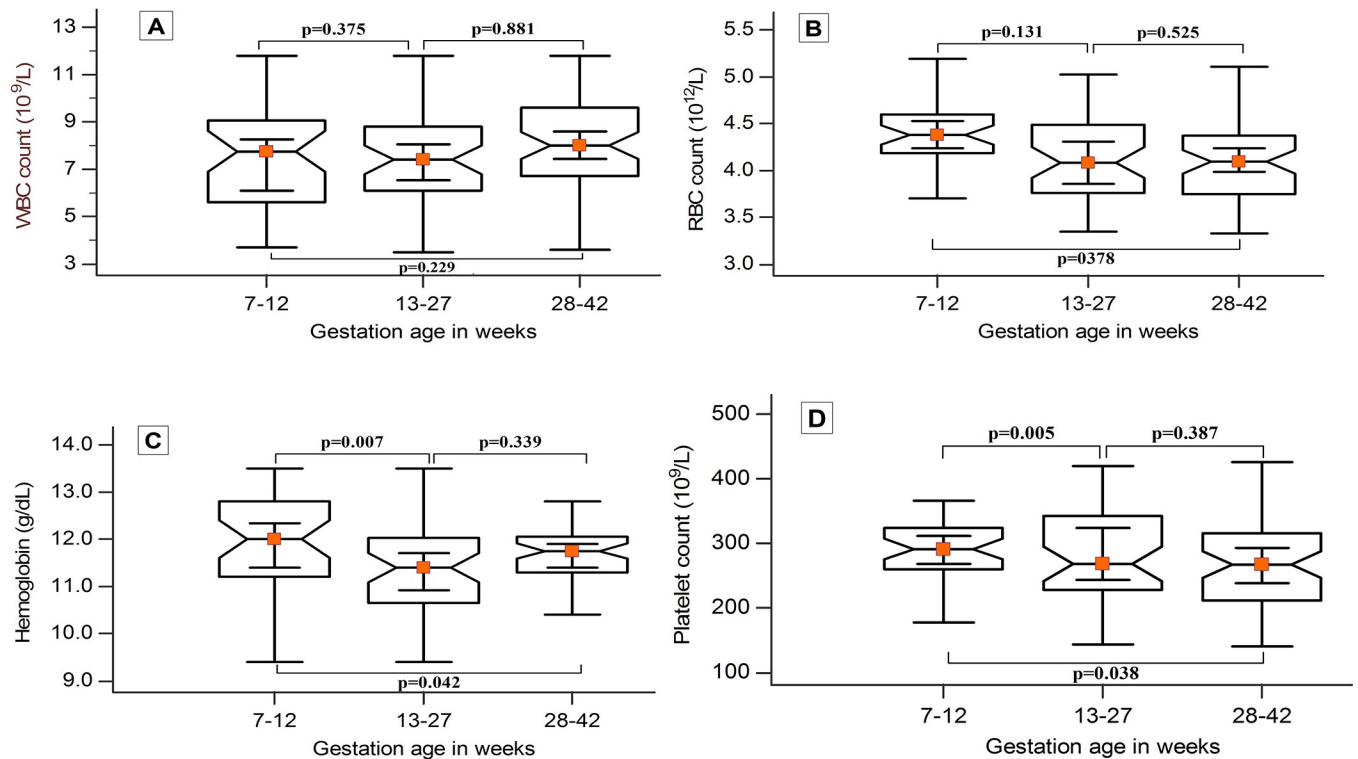 A
p=0.375
p=0.881
WBC count (10⁹/L)
13
11
9
7
5
3
p=0.229
7-12
13-27
28-42
Gestation age in weeks
B
p=0.131
p=0.525
RBC count (10¹²/L)
5.5
5.0
4.5
4.0
3.5
3.0
p=0378
7-12
13-27
28-42
Gestation age in weeks
C
p=0.007
p=0.339
Hemoglobin (g/dL)
14.0
13.0
12.0
11.0
10.0
9.0
p=0.042
7-12
13-27
28-42
Gestation age in weeks
D
p=0.005
p=0.387
Platelet count (10⁹/L)
500
400
300
200
100
p=0.038
7-12
13-27
28-42
Gestation age in weeks